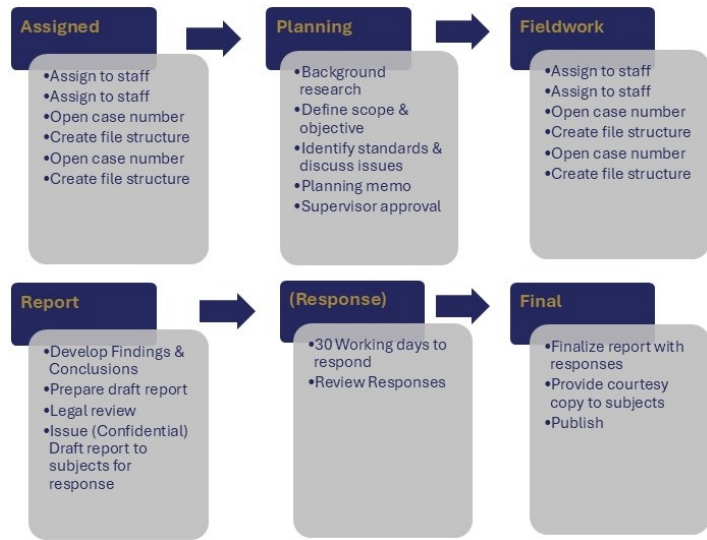 Assigned
•Assign to staff
•Assign to staff
•Open case number
•Create file structure
•Open case number
•Create file structure
Planning
•Background
research
•Define scope &
objective
•Identify standards &
discuss issues
•Planning memo
•Supervisor approval
Fieldwork
•Assign to staff
•Assign to staff
•Open case number
•Create file structure
•Open case number
•Create file structure
Report
•Develop Findings &
Conclusions
•Prepare draft report
•Legal review
•Issue (Confidential)
Draft report to
subjects for
response
(Response)
•30 Working days to
respond
•Review Responses
Final
•Finalize report with
responses
•Provide courtesy
copy to subjects
•Publish